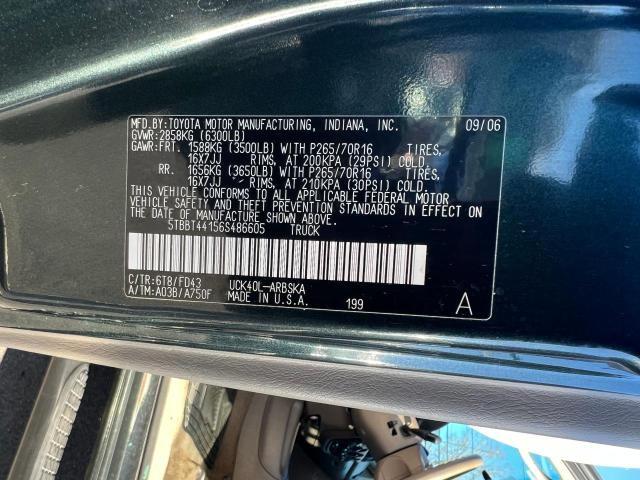 MFD.BY:TOYOTA MOTOR MANUFACTURING, INDIANA, INC. 09/06
GVWR:2858KG (6300LB)
GAWR:FRT. 1588KG (3500LB) WITH P265/70R16 TIRES,
16X7JJ RIMS, AT 200KPA (29PSI) COLD.
RR. 1656KG (3650LB) WITH P265/70R16 TIRES,
16X7JJ RIMS, AT 210KPA (30PSI) COLD.
THIS VEHICLE CONFORMS TO ALL APPLICABLE FEDERAL MOTOR
VEHICLE SAFETY AND THEFT PREVENTION STANDARDS IN EFFECT
ON THE DATE OF MANUFACTURE SHOWN ABOVE.
5TBBT44156S486605 TRUCK
C/TR:6T8/FD43 UCK40L-ARBSKA
A/TM:A03B/A750F MADE IN U.S.A. 199 A